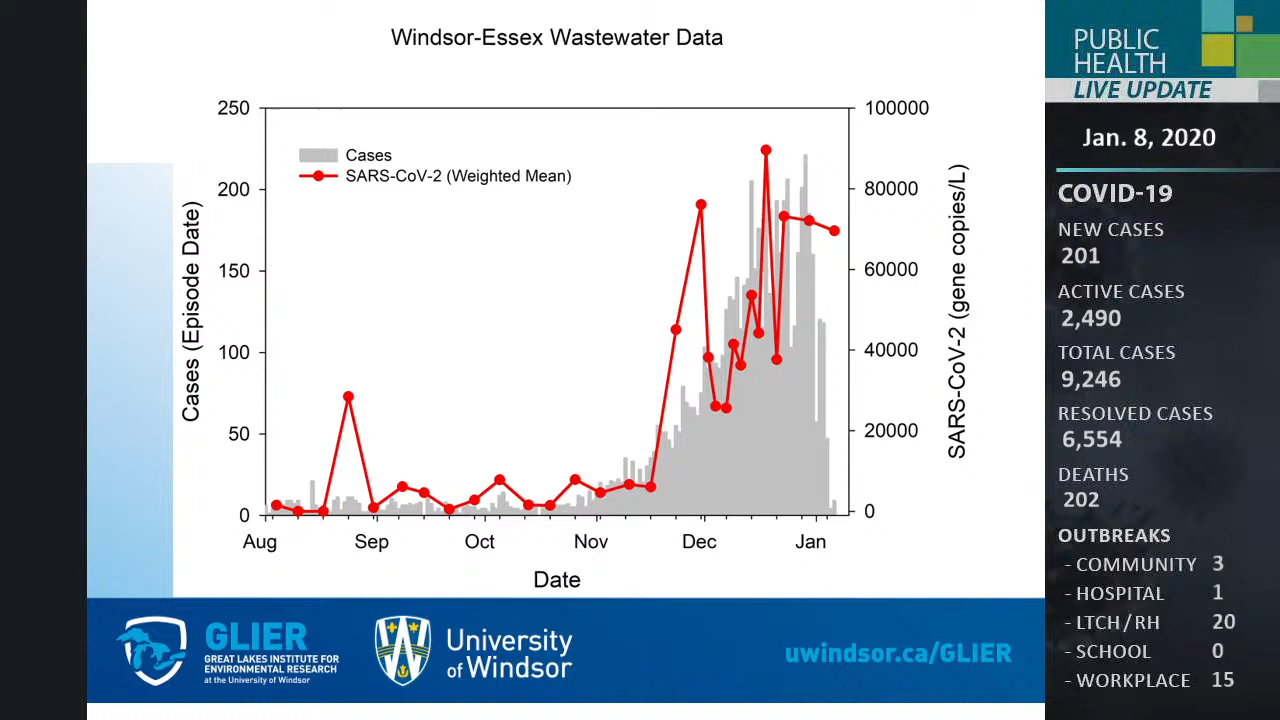 Windsor-Essex Wastewater Data
250
200
150
100
50
0
Cases (Episode Date)
Cases
SARS-CoV-2 (Weighted Mean)
100000
80000
60000
40000
20000
0
SARS-CoV-2 (gene copies/L)
Aug Sep Oct Nov Dec Jan
Date
GLIER
GREAT LAKES INSTITUTE FOR
ENVIRONMENTAL RESEARCH
at the University of Windsor
University
of Windsor
uwindsor.ca/GLIER
PUBLIC
HEALTH
LIVE UPDATE
Jan. 8, 2020
COVID-19
NEW CASES
201
ACTIVE CASES
2,490
TOTAL CASES
9,246
RESOLVED CASES
6,554
DEATHS
202
OUTBREAKS
- COMMUNITY 3
- HOSPITAL 1
- LTCH/RH 20
- SCHOOL 0
- WORKPLACE 15